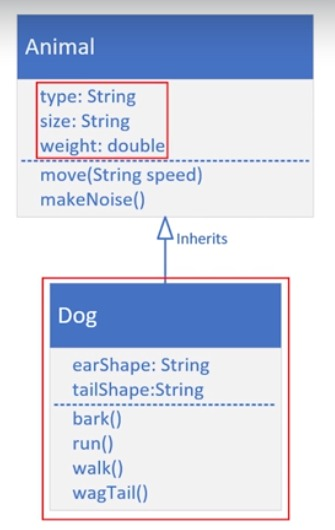 Animal
type: String
size: String
weight: double
move(String speed)
makeNoise()
Inherits
Dog
earShape: String
tailShape:String
bark()
run()
walk()
wagTail()